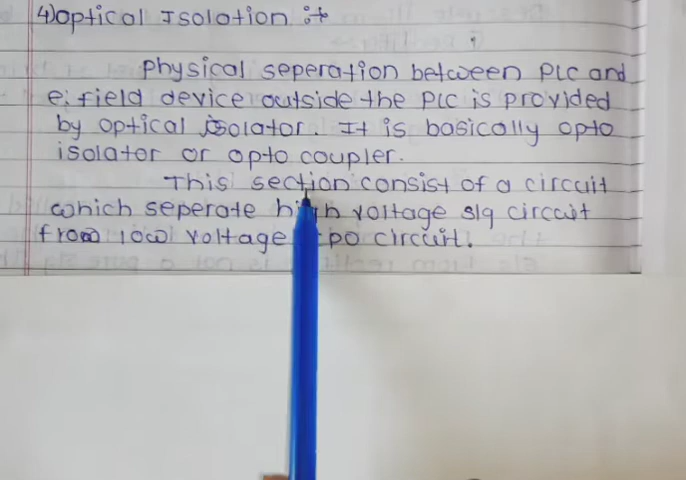 4) Optical Isolation :-
Physical seperation between PLC and
e: field device outside the PLC is provided
by optical isolator. It is basically opto
isolator or opto coupler.
This section consist of a circuit
which seperate high voltage circuit
from low voltage circuit.